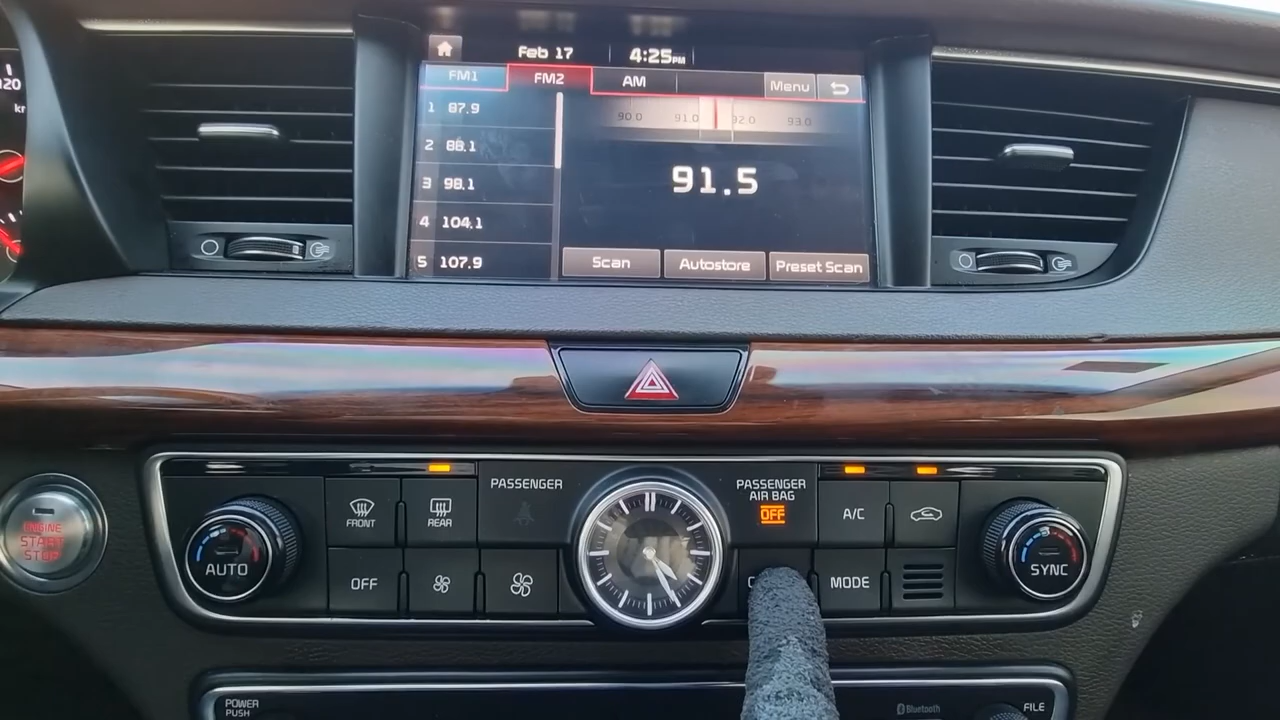 120
Feb 17
4:25PM
FM1
FM2
AM
Menu
1 87.9
2 88.1
3 98.1
4 104.1
5 107.9
90.0 91.0 92.0 93.0
91.5
Scan
Autostore
Preset Scan
ENGINE
START
STOP
AUTO
FRONT
REAR
PASSENGER
PASSENGER
AIR BAG
OFF
A/C
SYNC
OFF
MODE
POWER
PUSH
Bluetooth
FILE